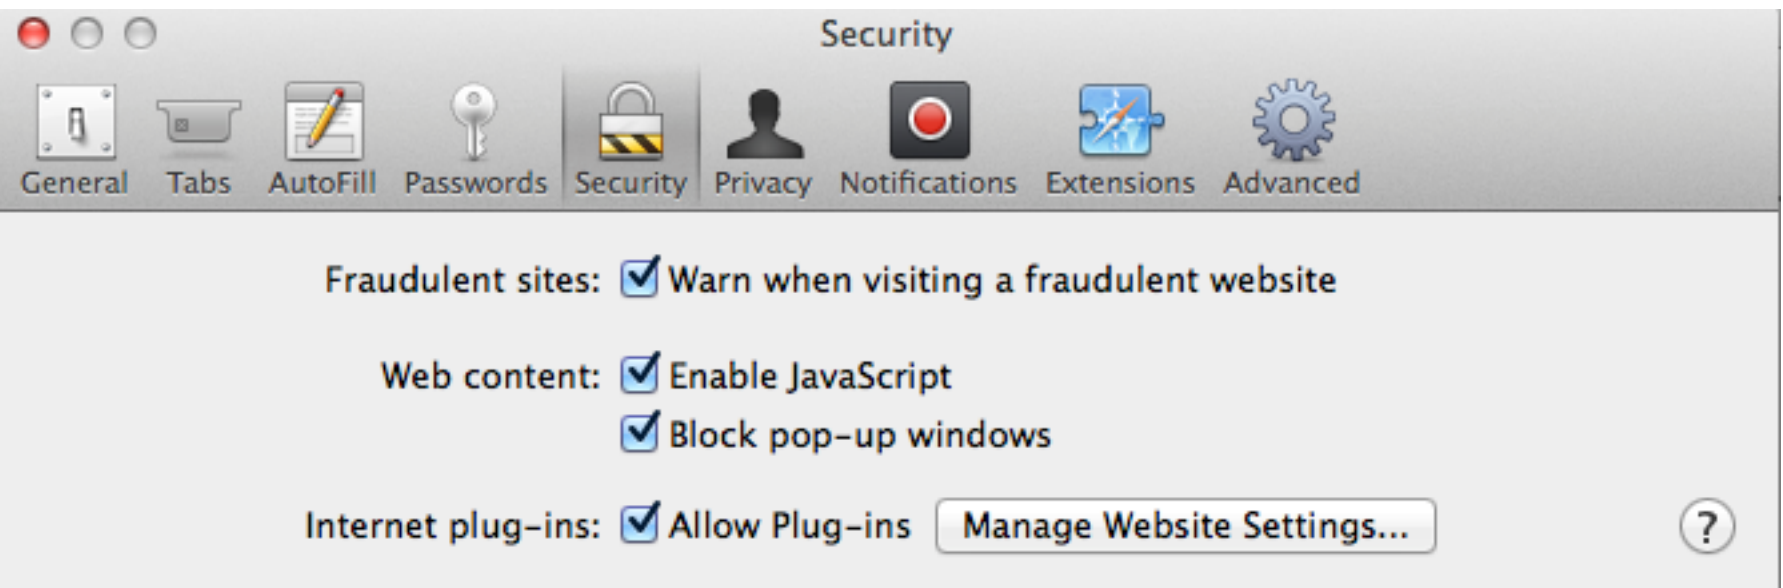 Security
General Tabs AutoFill Passwords Security Privacy Notifications Extensions Advanced
Fraudulent sites: Warn when visiting a fraudulent website
Web content: Enable JavaScript
Block pop-up windows
Internet plug-ins: Allow Plug-ins Manage Website Settings... ?